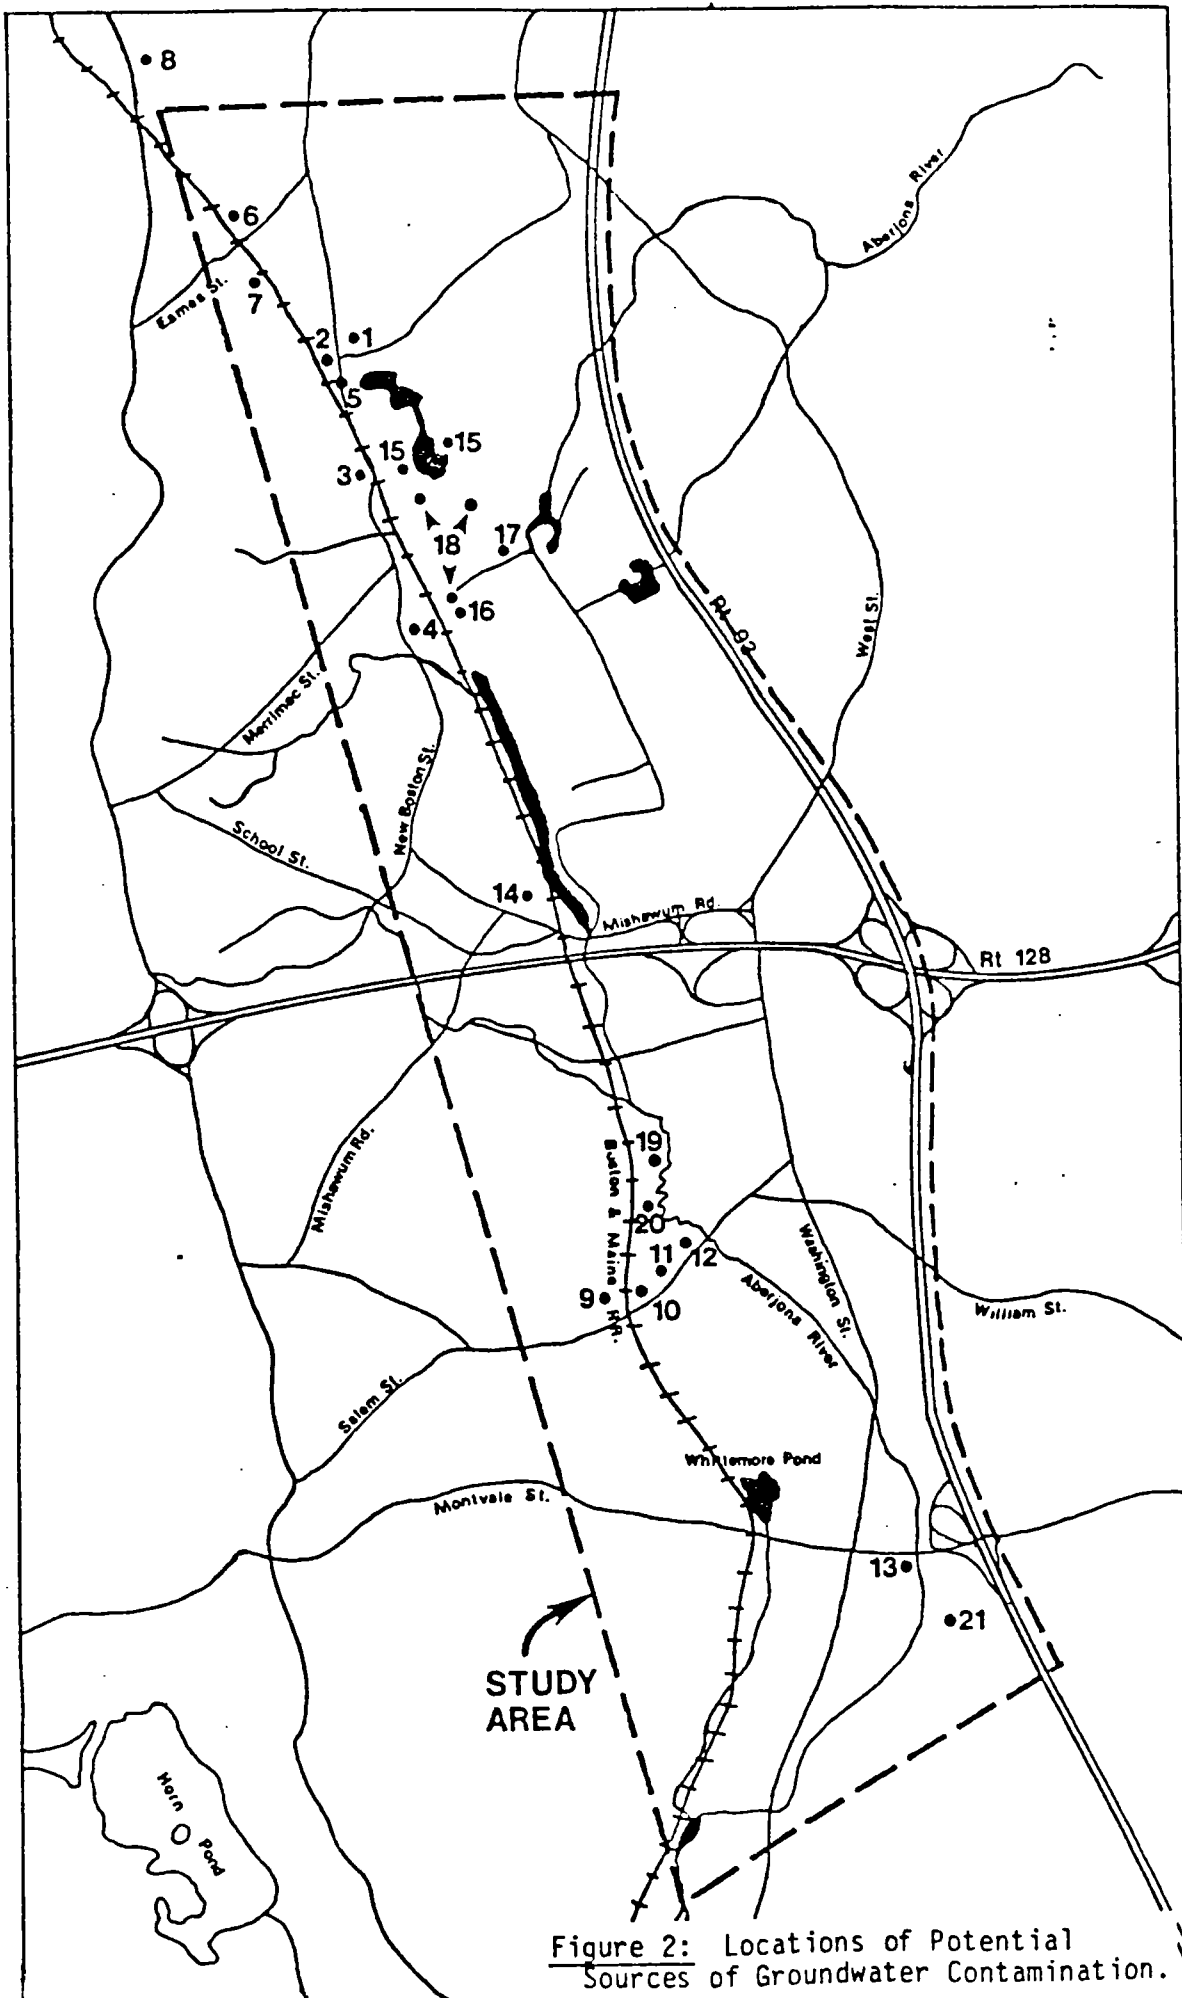 8
6
Aberjona River
Eames St.
7
2
1
5
15
15
3
18
17
16
4
Rt 93
West St.
Merrimac St.
New Boston St.
School St.
14
Mishawum Rd.
Rt 128
Mishawum Rd.
19
Boston & Maine RR.
20
11
12
9
10
Aberjona River
Washington St.
William St.
Salem St.
Whittemore Pond
Montvale St.
13
21
STUDY
AREA
Horn
Pond
Figure 2: Locations of Potential
Sources of Groundwater Contamination.